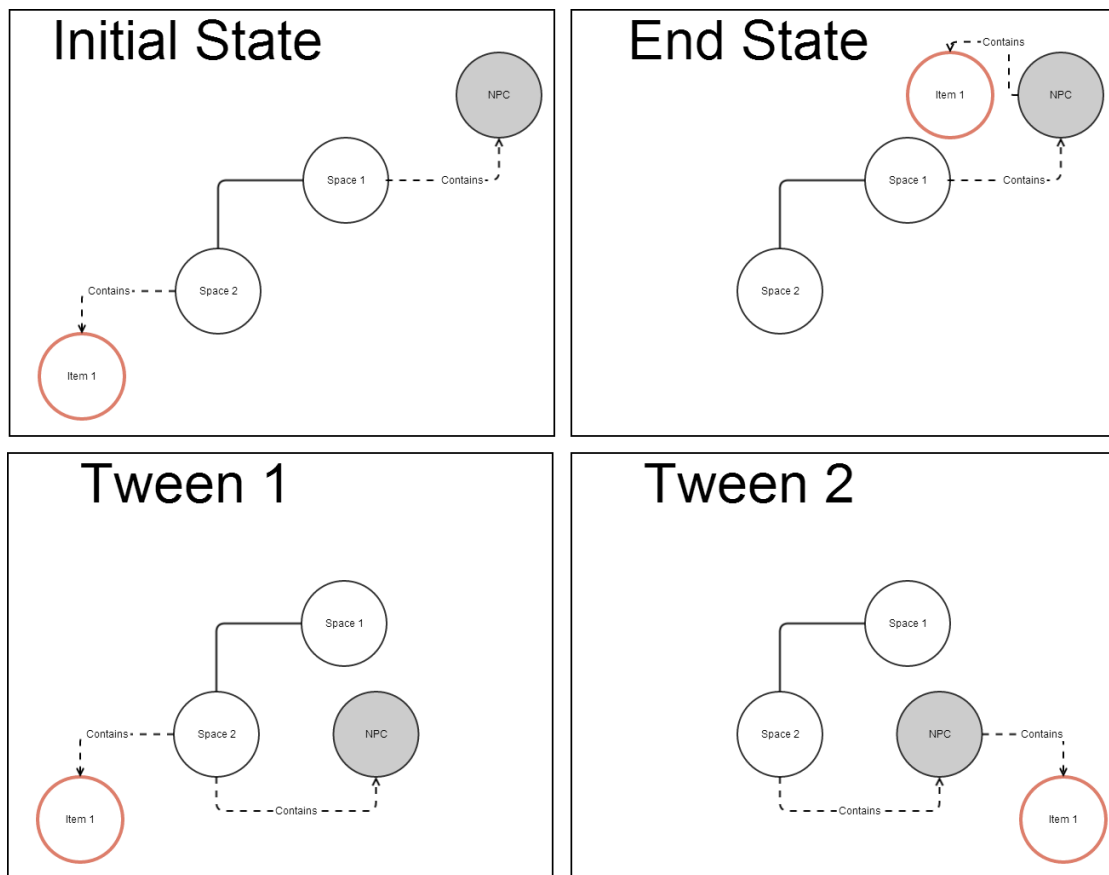 Initial State
NPC
Space 1
Contains
Contains
Space 2
Item 1
End State
Contains
Item 1
NPC
Space 1
Contains
Space 2
Tween 1
Space 1
Contains
Space 2
NPC
Contains
Item 1
Tween 2
Space 1
Space 2
NPC
Contains
Contains
Item 1